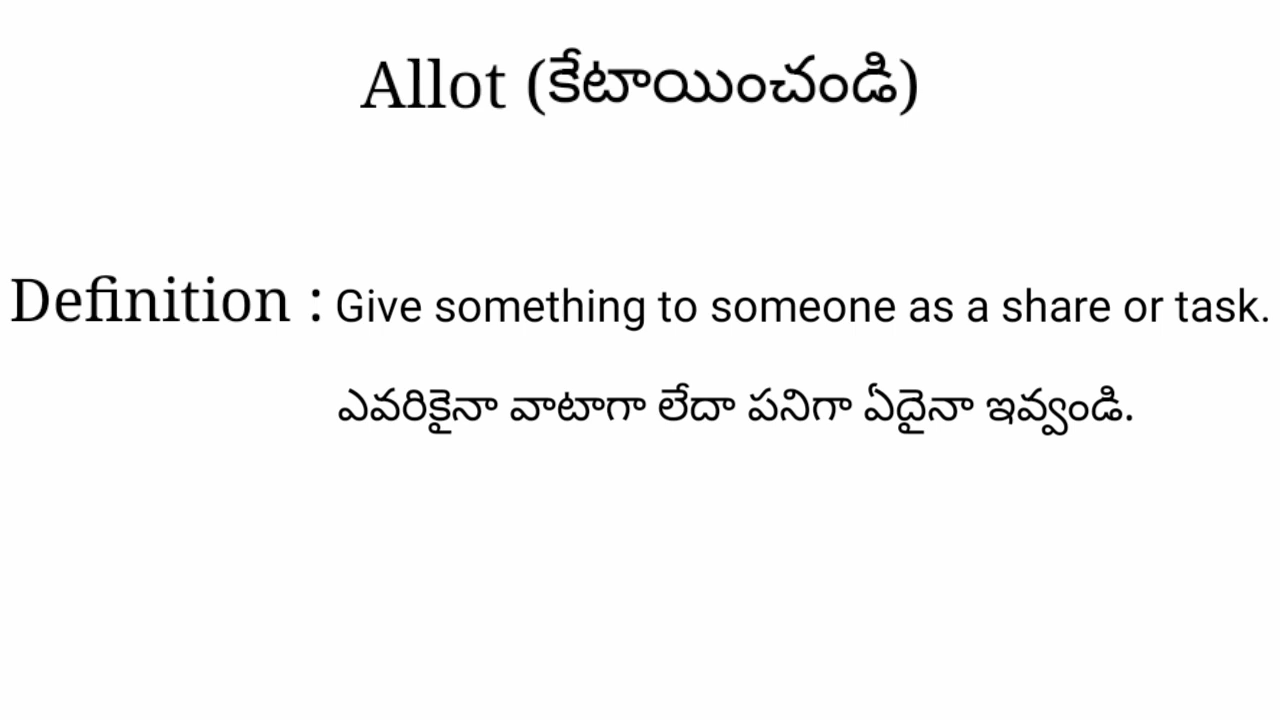 Allot (కేటాయించండి)
Definition : Give something to someone as a share or task.
ఎవరికైనా వాటాగా లేదా పనిగా ఏదైనా ఇవ్వండి.